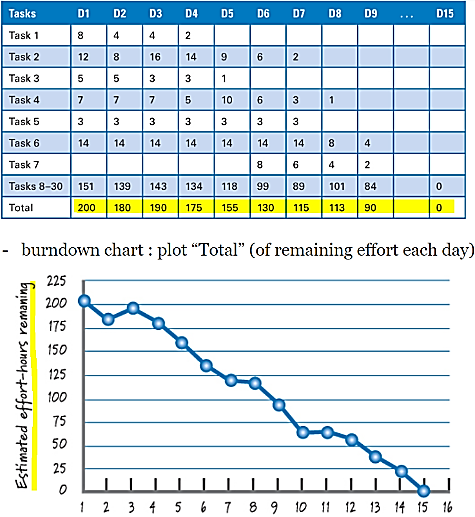 Tasks D1 D2 D3 D4 D5 D6 D7 D8 D9 ... D15
Task 1 8 4 4 2
Task 2 12 8 16 14 9 6 2
Task 3 5 5 3 3 1
Task 4 7 7 7 5 10 6 3 1
Task 5 3 3 3 3 3 3 3
Task 6 14 14 14 14 14 14 14 8 4
Task 7 8 6 4 2
Tasks 8–30 151 139 143 134 118 99 89 101 84 0
Total 200 180 190 175 155 130 115 113 90 0
- burndown chart : plot “Total” (of remaining effort each day)
Estimated effort-hours remaining
225
200
175
150
125
100
75
50
25
0
1 2 3 4 5 6 7 8 9 10 11 12 13 14 15 16